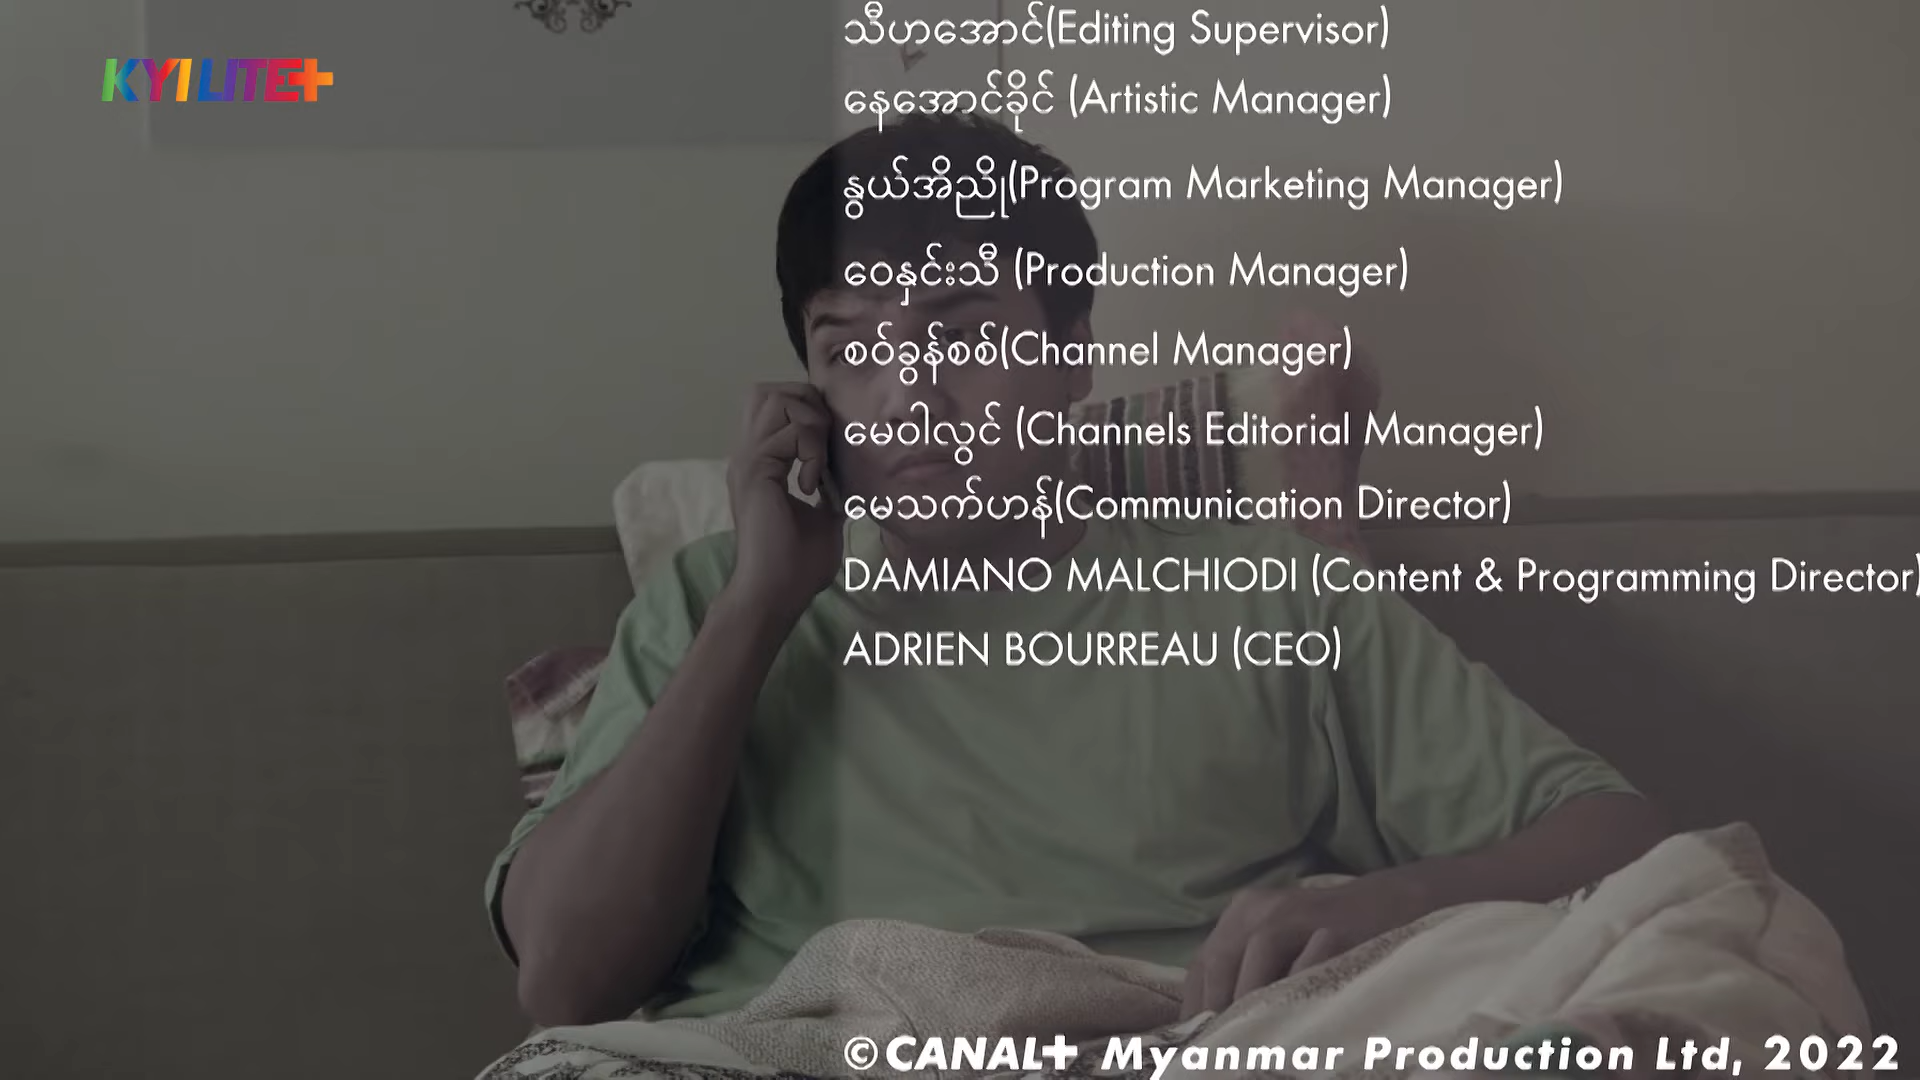 KYI LITE+
သီဟအောင်(Editing Supervisor)
နေအောင်ခိုင် (Artistic Manager)
နွယ်အိညို(Program Marketing Manager)
ဝေနှင်းသီ (Production Manager)
စဝ်ခွန်စစ်(Channel Manager)
မေဝါလွင် (Channels Editorial Manager)
မေသက်ဟန်(Communication Director)
DAMIANO MALCHIODI (Content & Programming Director)
ADRIEN BOURREAU (CEO)
©CANAL+ Myanmar Production Ltd, 2022